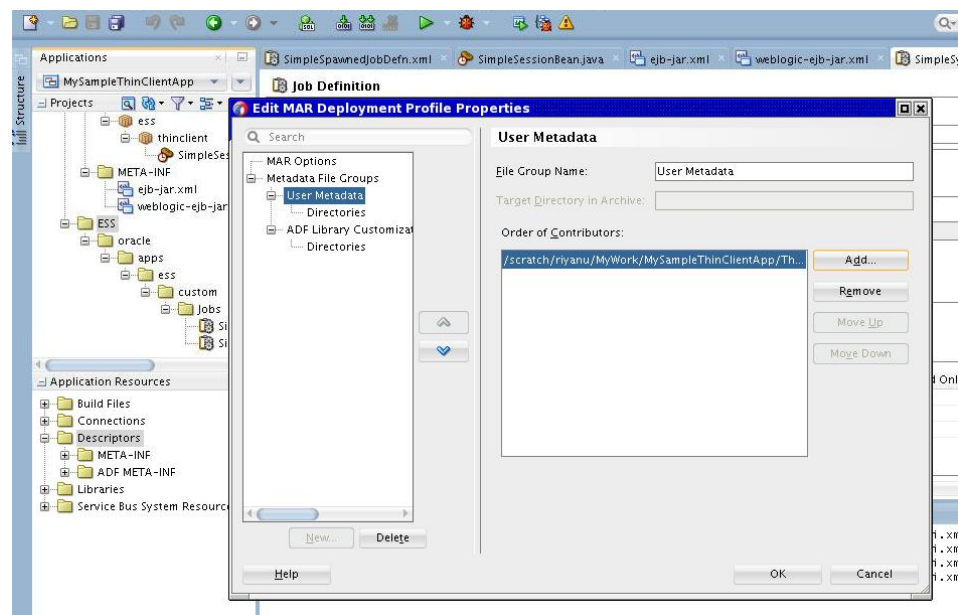 Applications
SimpleSpawnedJobDefn.xml
SimpleSessionBean.java
ejb-jar.xml
weblogic-ejb-jar.xml
MySampleThinClientApp
Job Definition
Structure
Projects
ess
thinclient
META-INF
ejb-jar.xml
weblogic-ejb-jar
ESS
oracle
apps
ess
custom
Jobs
Application Resources
Build Files
Connections
Descriptors
META-INF
ADF META-INF
Libraries
Service Bus System Resourc
Edit MAR Deployment Profile Properties
Search
MAR Options
Metadata File Groups
User Metadata
Directories
ADF Library Customizat
Directories
New...
Delete
Help
User Metadata
File Group Name:
User Metadata
Target Directory in Archive:
Order of Contributors:
/scratch/riyanu/MyWork/MySampleThinClientApp/Th...
Add...
Remove
Move Up
Move Down
OK
Cancel